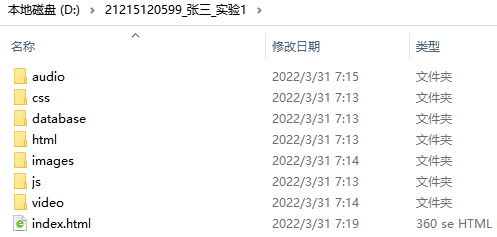 本地磁盘 (D:) > 21215120599_张三_实验1 >
名称 修改日期 类型
audio 2022/3/31 7:15 文件夹
css 2022/3/31 7:13 文件夹
database 2022/3/31 7:13 文件夹
html 2022/3/31 7:13 文件夹
images 2022/3/31 7:14 文件夹
js 2022/3/31 7:13 文件夹
video 2022/3/31 7:14 文件夹
index.html 2022/3/31 7:19 360 se HTML